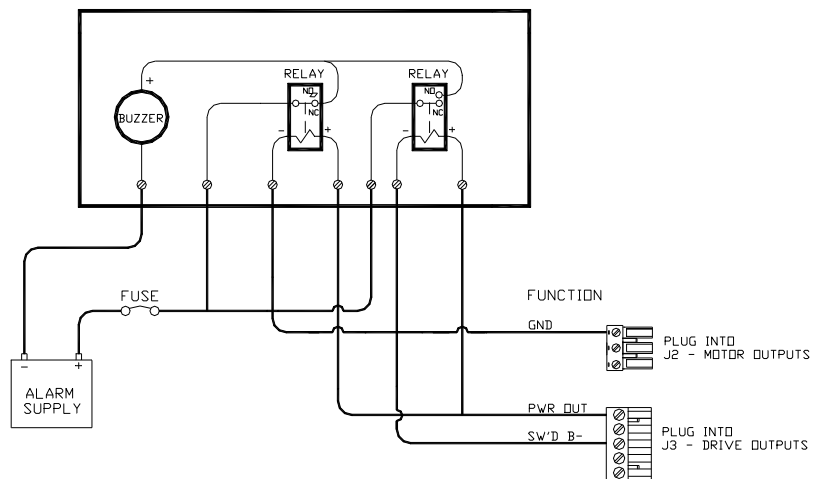 RELAY
RELAY
+
NO
NO
BUZZER
NC
NC
- +
- +
FUSE
FUNCTION
GND
PLUG INTO
J2 - MOTOR OUTPUTS
- +
ALARM
SUPPLY
PWR OUT
PLUG INTO
SW'D B-
J3 - DRIVE OUTPUTS